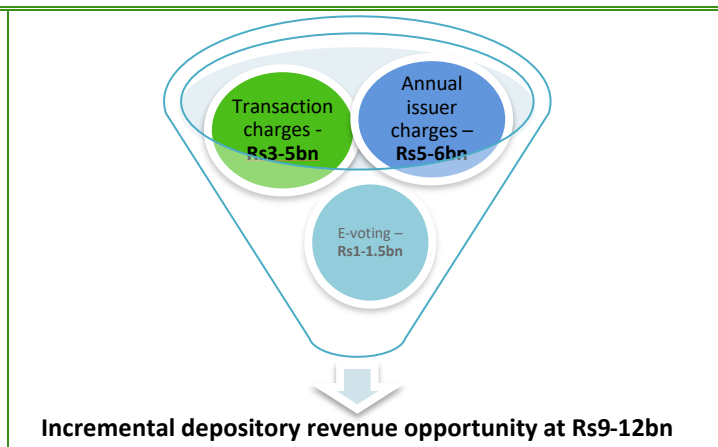 Transaction
charges -
Rs3-5bn
Annual
issuer
charges –
Rs5-6bn
E-voting –
Rs1-1.5bn
Incremental depository revenue opportunity at Rs9-12bn